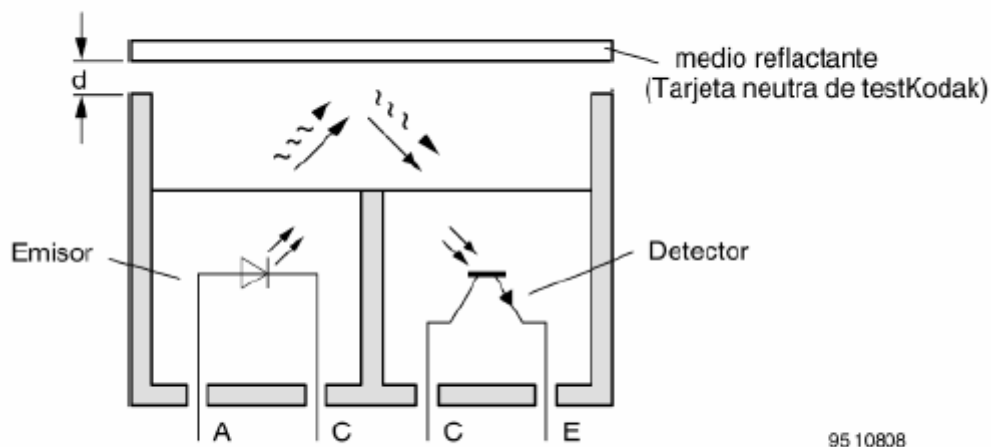 d
medio reflactante
(Tarjeta neutra de testKodak)
Emisor
Detector
A C C E
95 10808